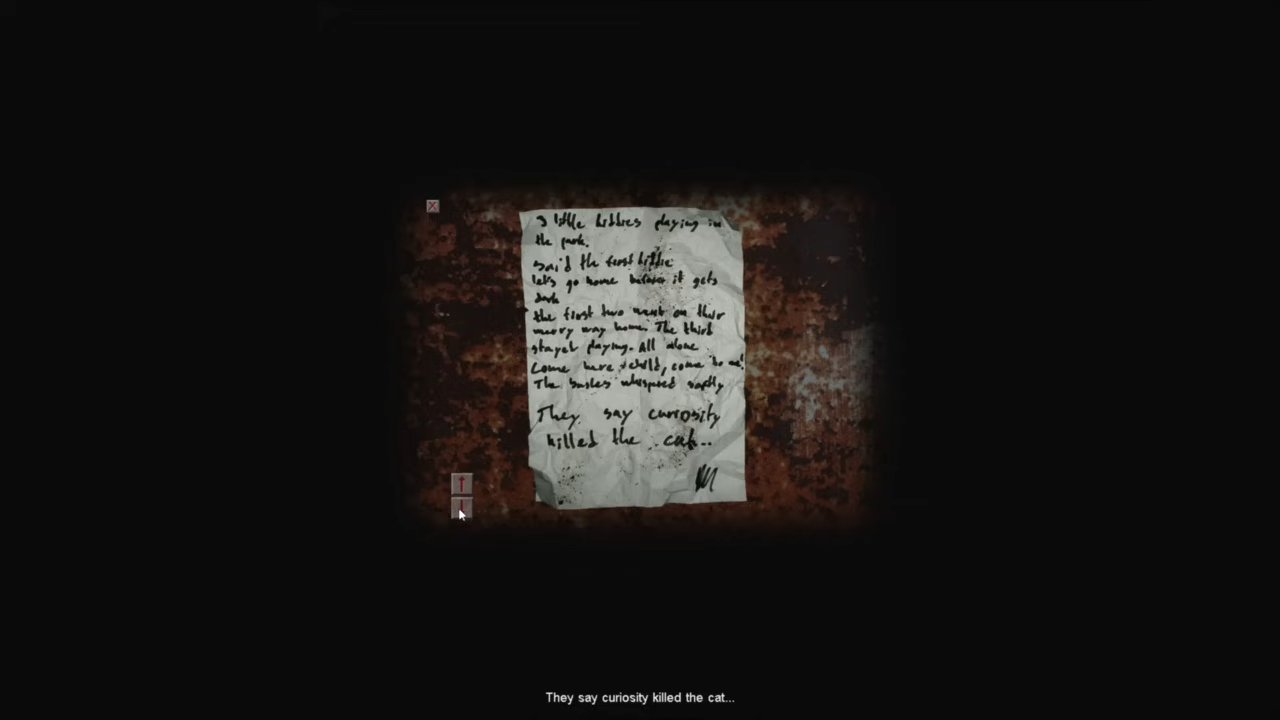 3 little kiddies playing in
the park.
said the first kiddie
let's go home before it gets
dark
the first two went on their
merry way home. The third
stayed playing. All alone
Come here child, come to me!
The bushes whispered softly
They say curiosity
killed the cat..
They say curiosity killed the cat...